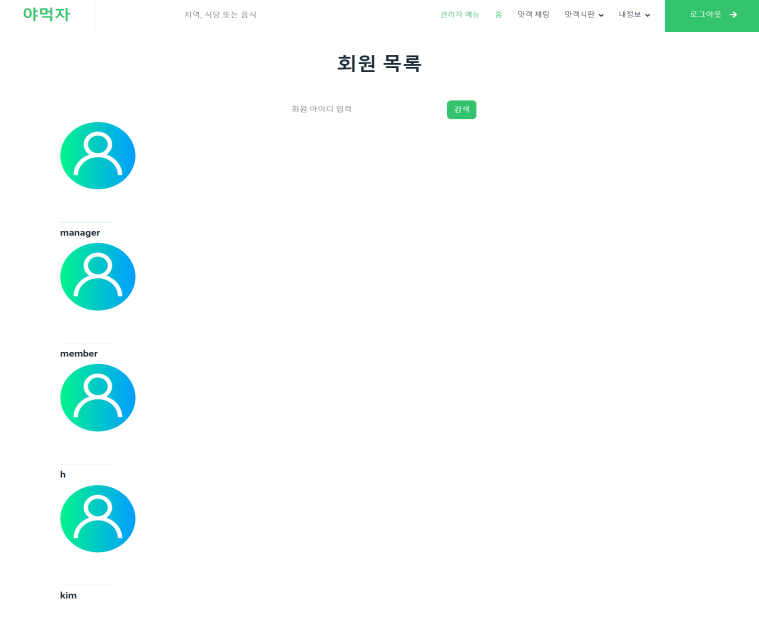 야먹자
지역, 식당 또는 음식
관리자 메뉴 홈 맛객 채팅 맛객식판 내정보 로그아웃
회원 목록
회원 아이디 입력 검색
manager
member
h
kim